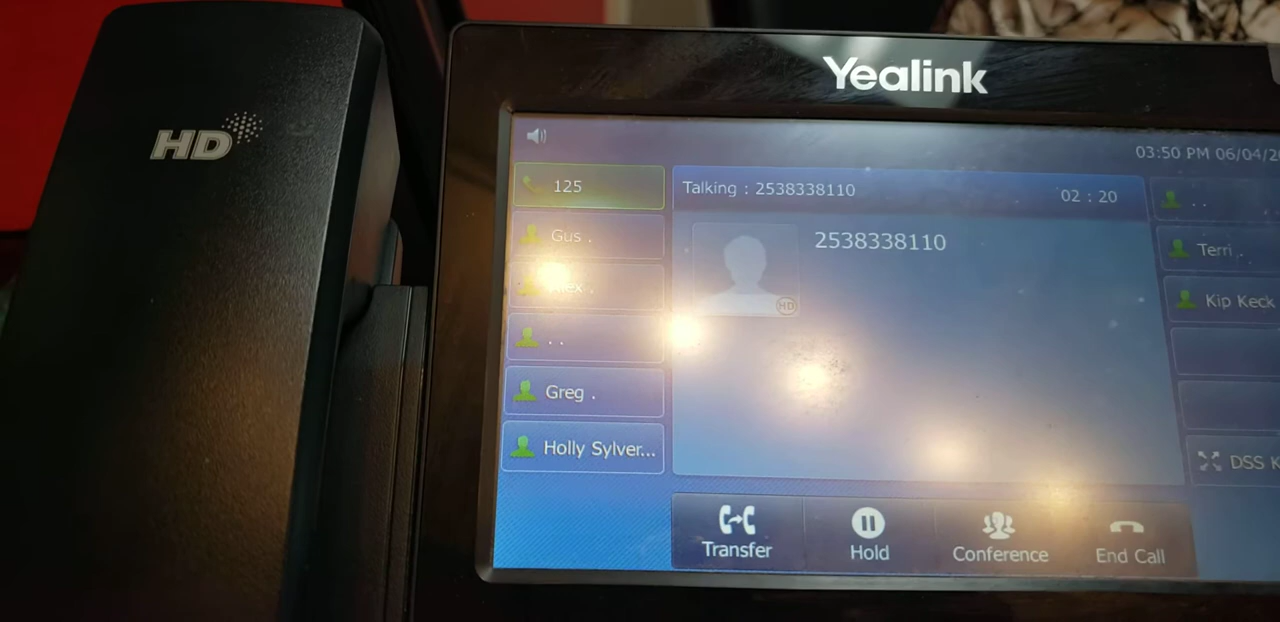 HD
Yealink
03:50 PM 06/04/2
125
Gus .
.
. .
Greg .
Holly Sylver...
Talking : 2538338110
02 : 20
2538338110
HD
. .
Terri .
Kip Keck
DSS K
Transfer
Hold
Conference
End Call